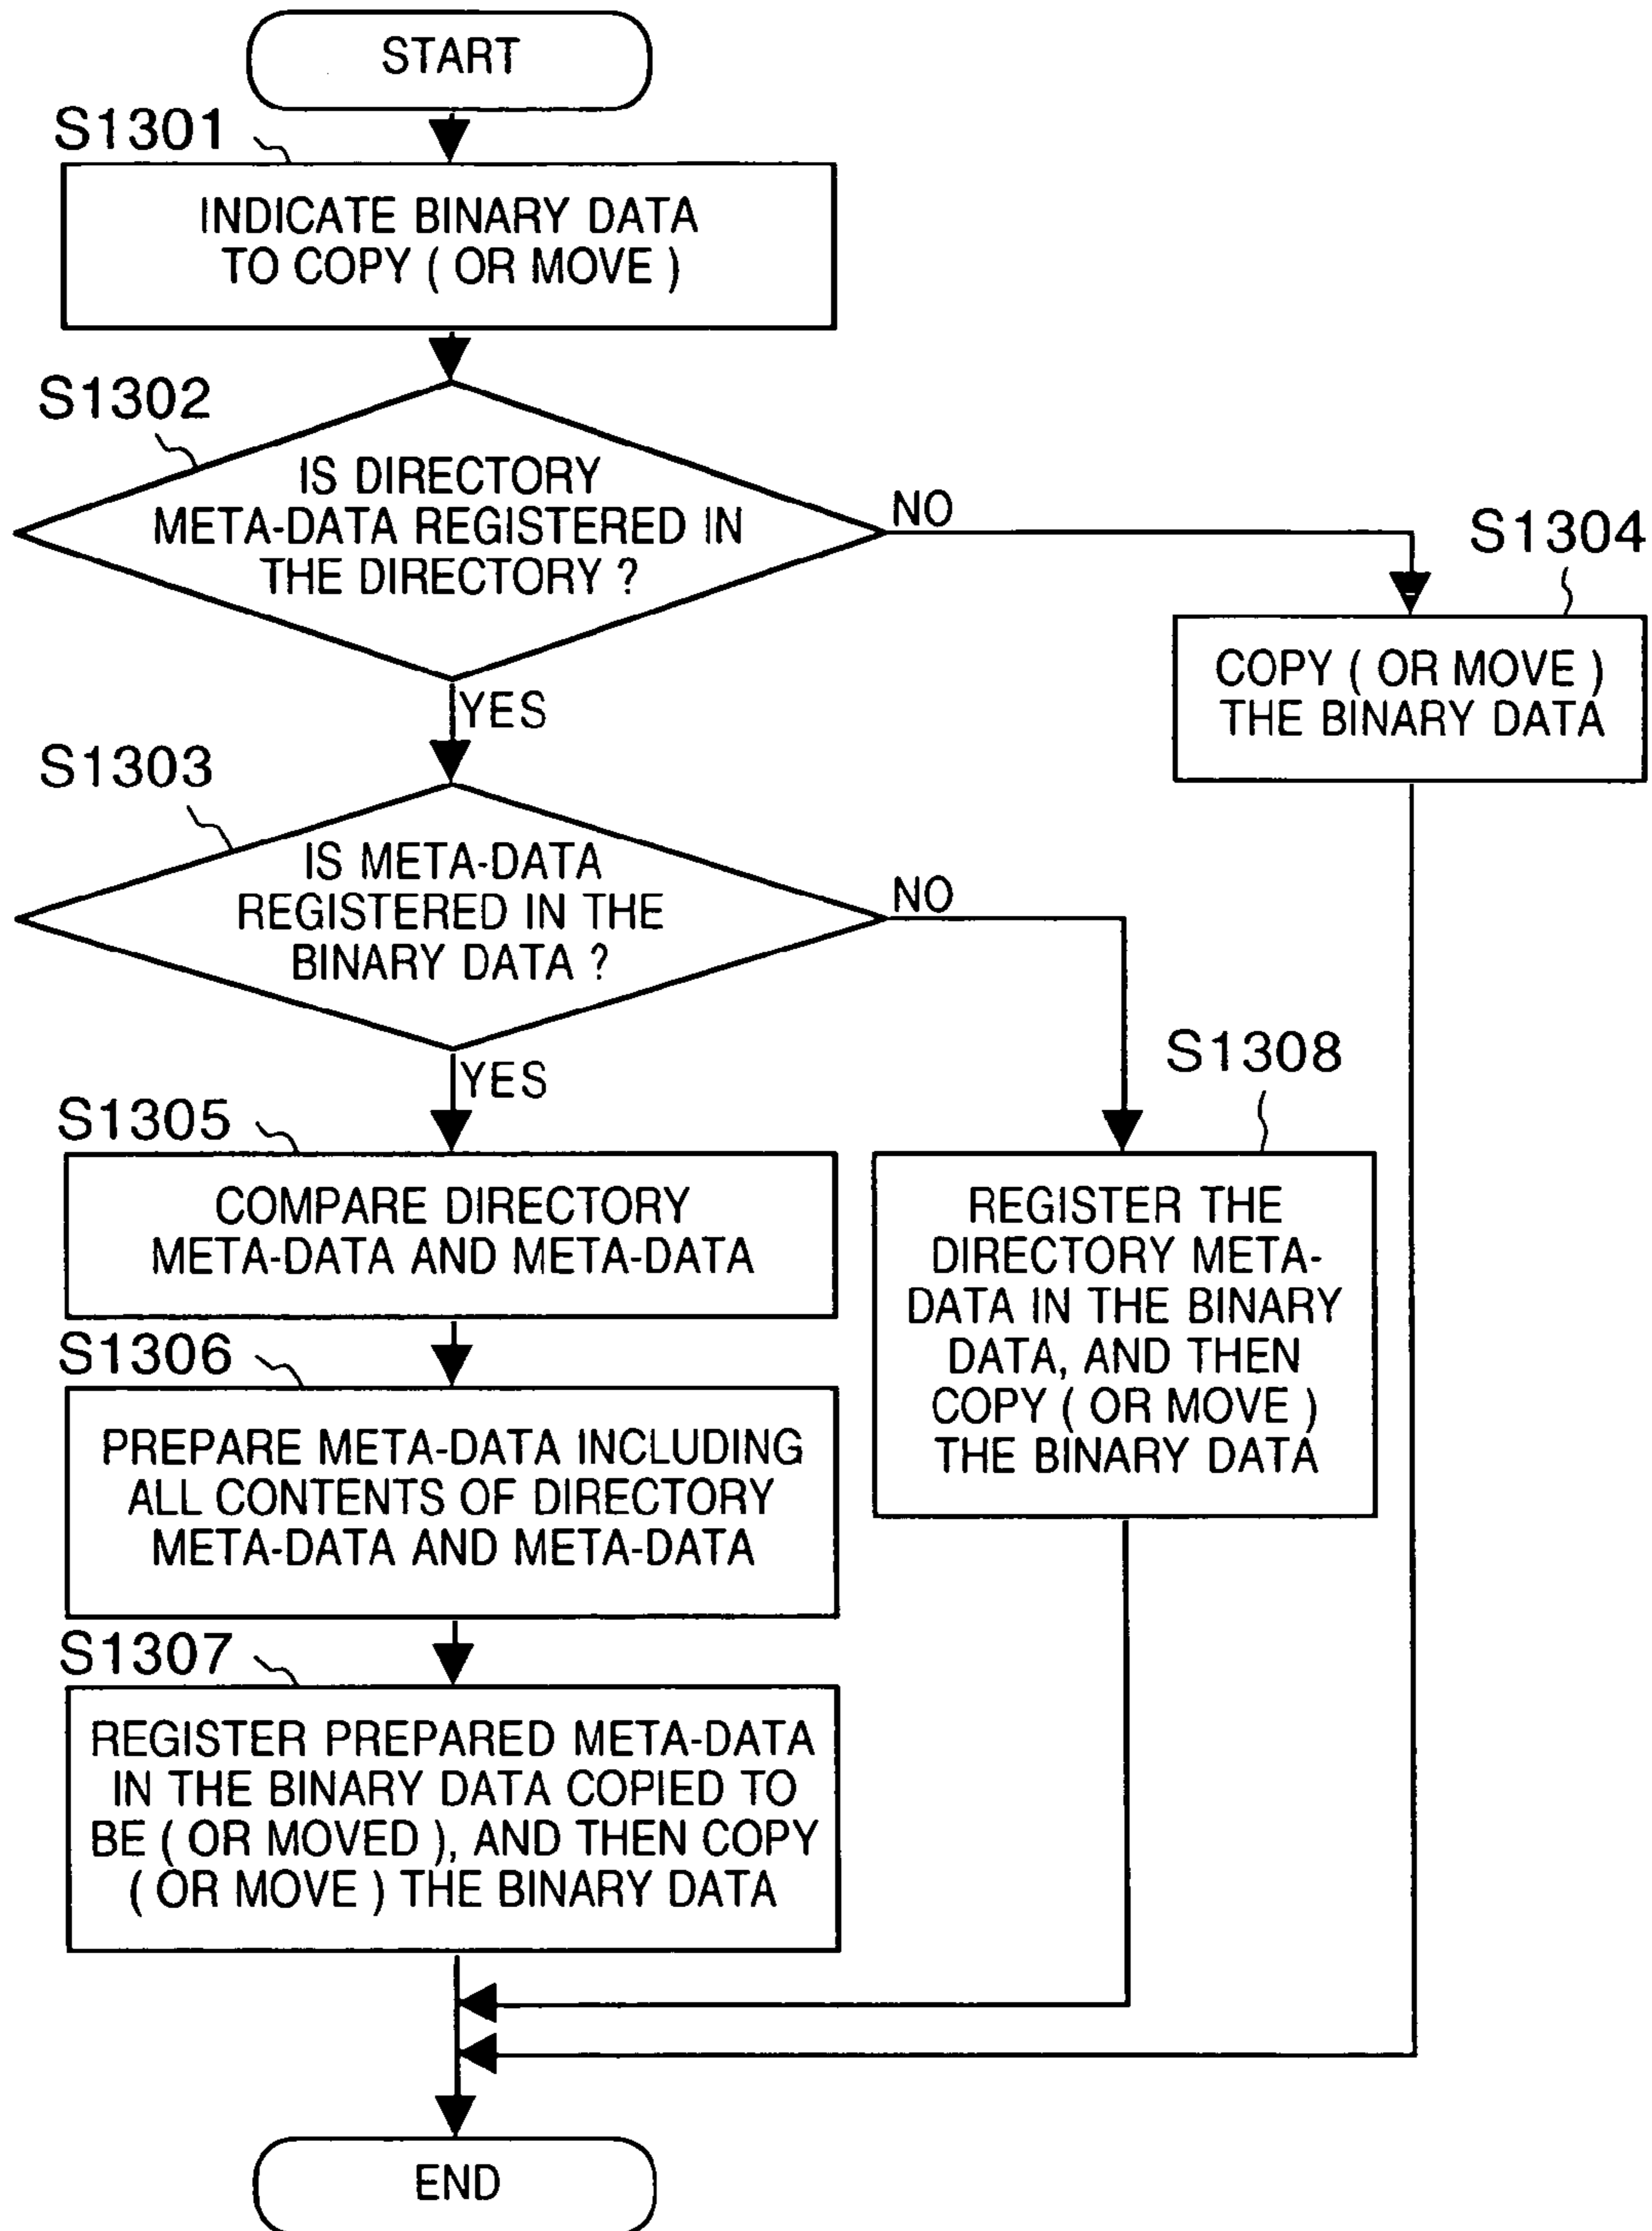 START
S1301
INDICATE BINARY DATA
TO COPY ( OR MOVE )
S1302
IS DIRECTORY
META-DATA REGISTERED IN
THE DIRECTORY ?
NO
S1304
COPY ( OR MOVE )
THE BINARY DATA
YES
S1303
IS META-DATA
REGISTERED IN THE
BINARY DATA ?
NO
YES
S1308
REGISTER THE
DIRECTORY META-
DATA IN THE BINARY
DATA, AND THEN
COPY ( OR MOVE )
THE BINARY DATA
S1305
COMPARE DIRECTORY
META-DATA AND META-DATA
S1306
PREPARE META-DATA INCLUDING
ALL CONTENTS OF DIRECTORY
META-DATA AND META-DATA
S1307
REGISTER PREPARED META-DATA
IN THE BINARY DATA COPIED TO
BE ( OR MOVED ), AND THEN COPY
( OR MOVE ) THE BINARY DATA
END